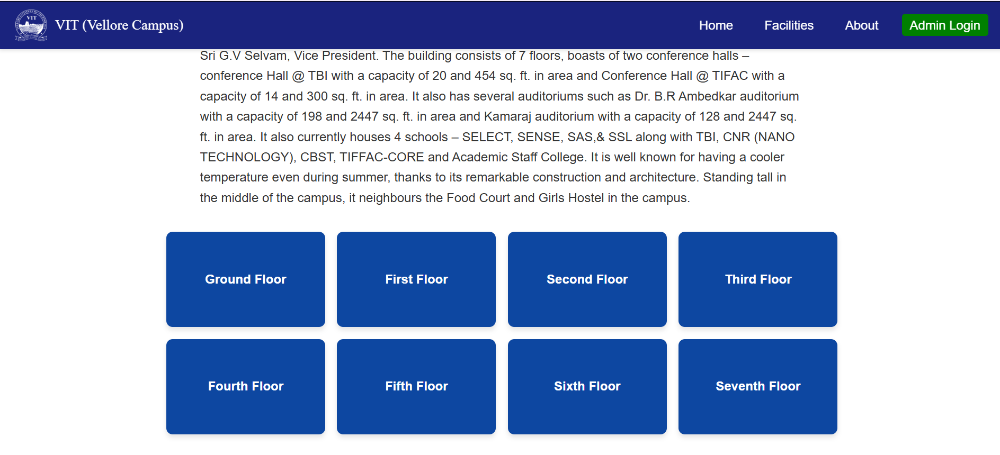 VIT
VIT (Vellore Campus)
Home
Facilities
About
Admin Login
Sri G.V Selvam, Vice President. The building consists of 7 floors, boasts of two conference halls –
conference Hall @ TBI with a capacity of 20 and 454 sq. ft. in area and Conference Hall @ TIFAC with a
capacity of 14 and 300 sq. ft. in area. It also has several auditoriums such as Dr. B.R Ambedkar auditorium
with a capacity of 198 and 2447 sq. ft. in area and Kamaraj auditorium with a capacity of 128 and 2447 sq.
ft. in area. It also currently houses 4 schools – SELECT, SENSE, SAS,& SSL along with TBI, CNR (NANO
TECHNOLOGY), CBST, TIFFAC-CORE and Academic Staff College. It is well known for having a cooler
temperature even during summer, thanks to its remarkable construction and architecture. Standing tall in
the middle of the campus, it neighbours the Food Court and Girls Hostel in the campus.
Ground Floor
First Floor
Second Floor
Third Floor
Fourth Floor
Fifth Floor
Sixth Floor
Seventh Floor